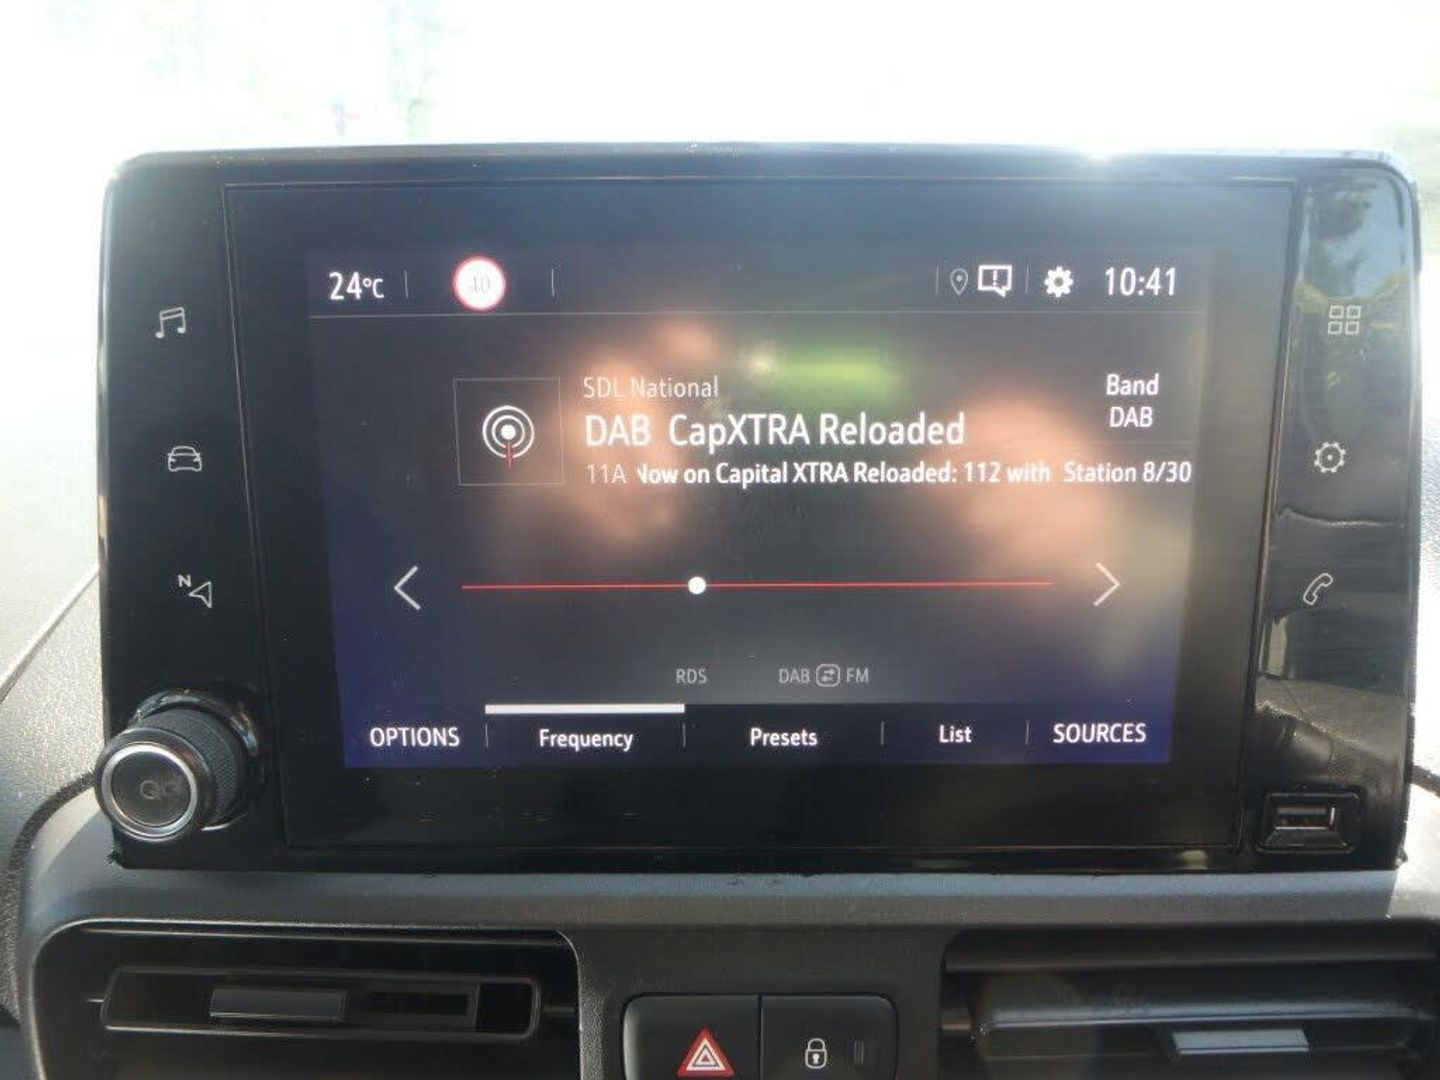 24°C 40 10:41
SDL National
Band
DAB CapXTRA Reloaded
DAB
11A Now on Capital XTRA Reloaded: 112 with Station 8/30
N
RDS DAB FM
OPTIONS Frequency Presets List SOURCES